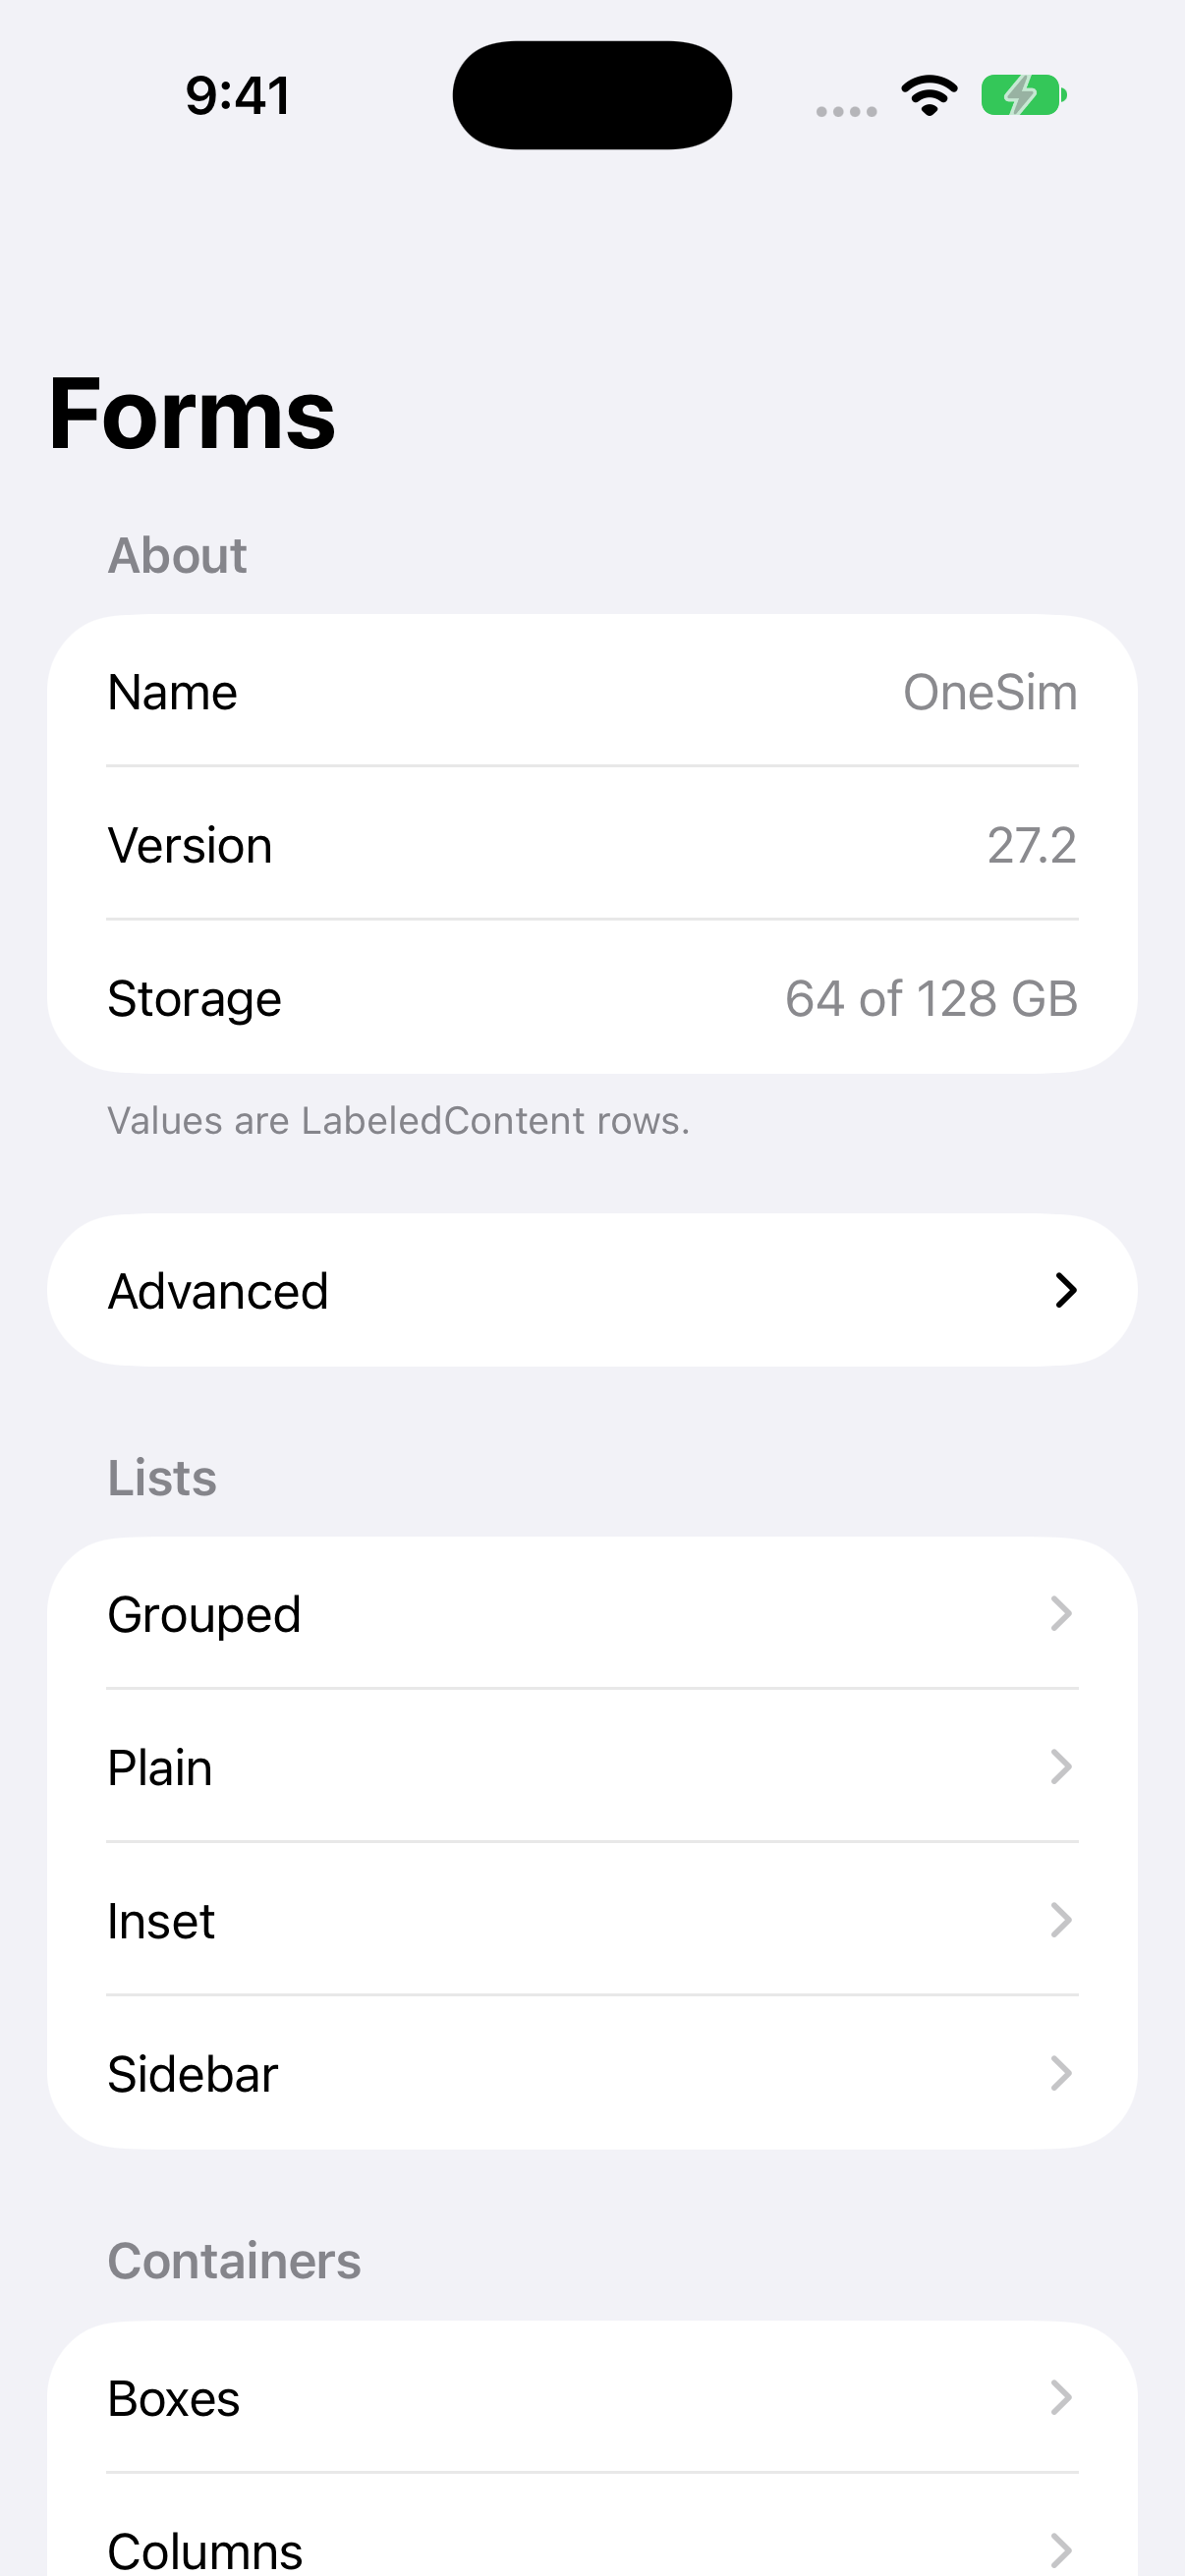 9:41
Forms
About
Name OneSim
Version 27.2
Storage 64 of 128 GB
Values are LabeledContent rows.
Advanced
Lists
Grouped
Plain
Inset
Sidebar
Containers
Boxes
Columns